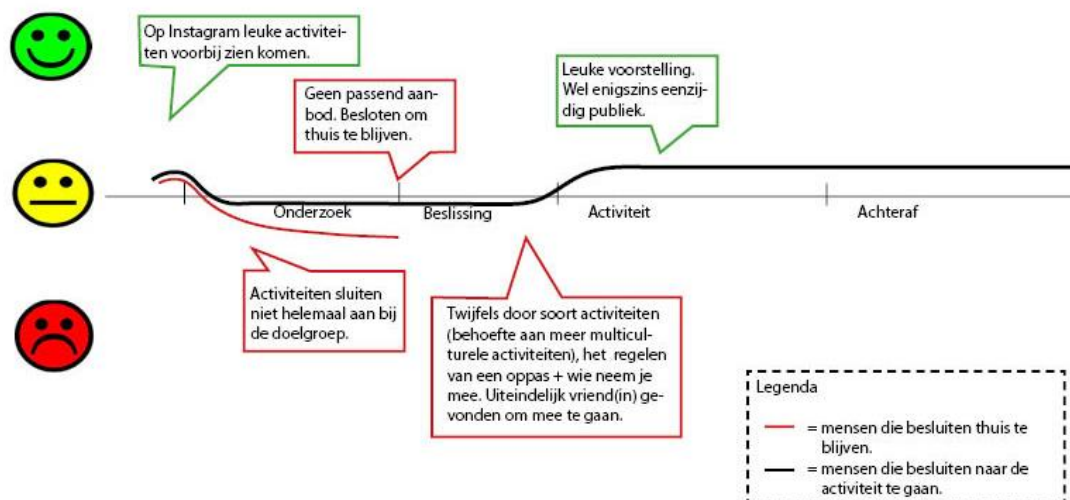 Op Instagram leuke activitei-
ten voorbij zien komen.
Geen passend aan-
bod. Besloten om
thuis te blijven.
Leuke voorstelling.
Wel enigszins eenzij-
dig publiek.
Onderzoek
Beslissing
Activiteit
Achteraf
Activiteiten sluiten
niet helemaal aan bij
de doelgroep.
Twijfels door soort activiteiten
(behoefte aan meer multicul-
turele activiteiten), het regelen
van een oppas + wie neem je
mee. Uiteindelijk vriend(in) ge-
vonden om mee te gaan.
Legenda
= mensen die besluiten thuis te
blijven.
= mensen die besluiten naar de
activiteit te gaan.